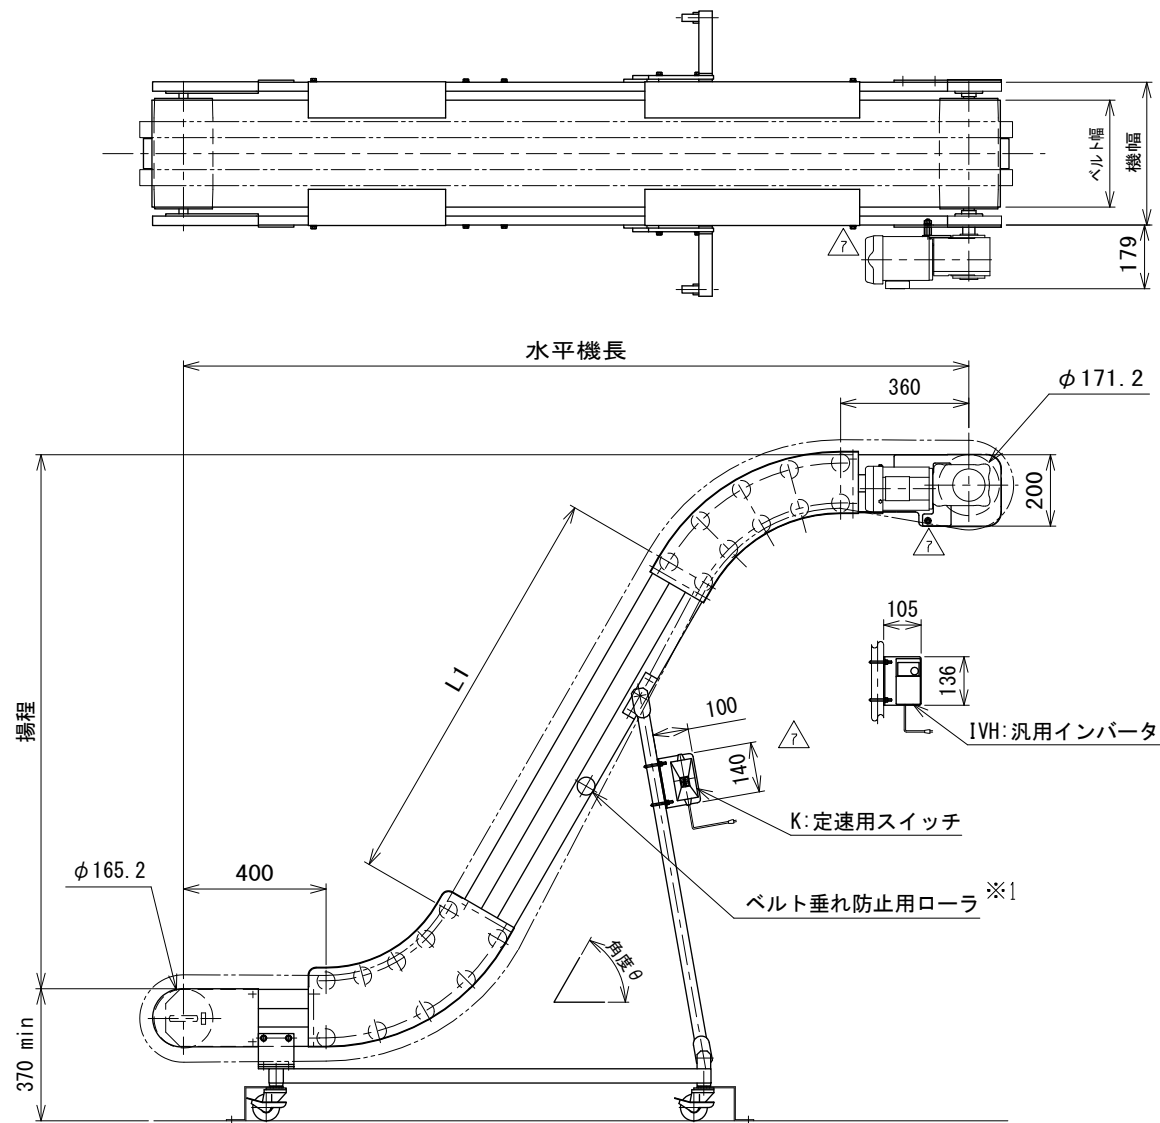 ベルト幅
機幅
179
7
水平機長
360
φ171.2
200
7
L1
105
136
IVH:汎用インバータ
100
7
140
K:定速用スイッチ
揚程
φ165.2
400
ベルト垂れ防止用ローラ ※1
角度θ
370 min